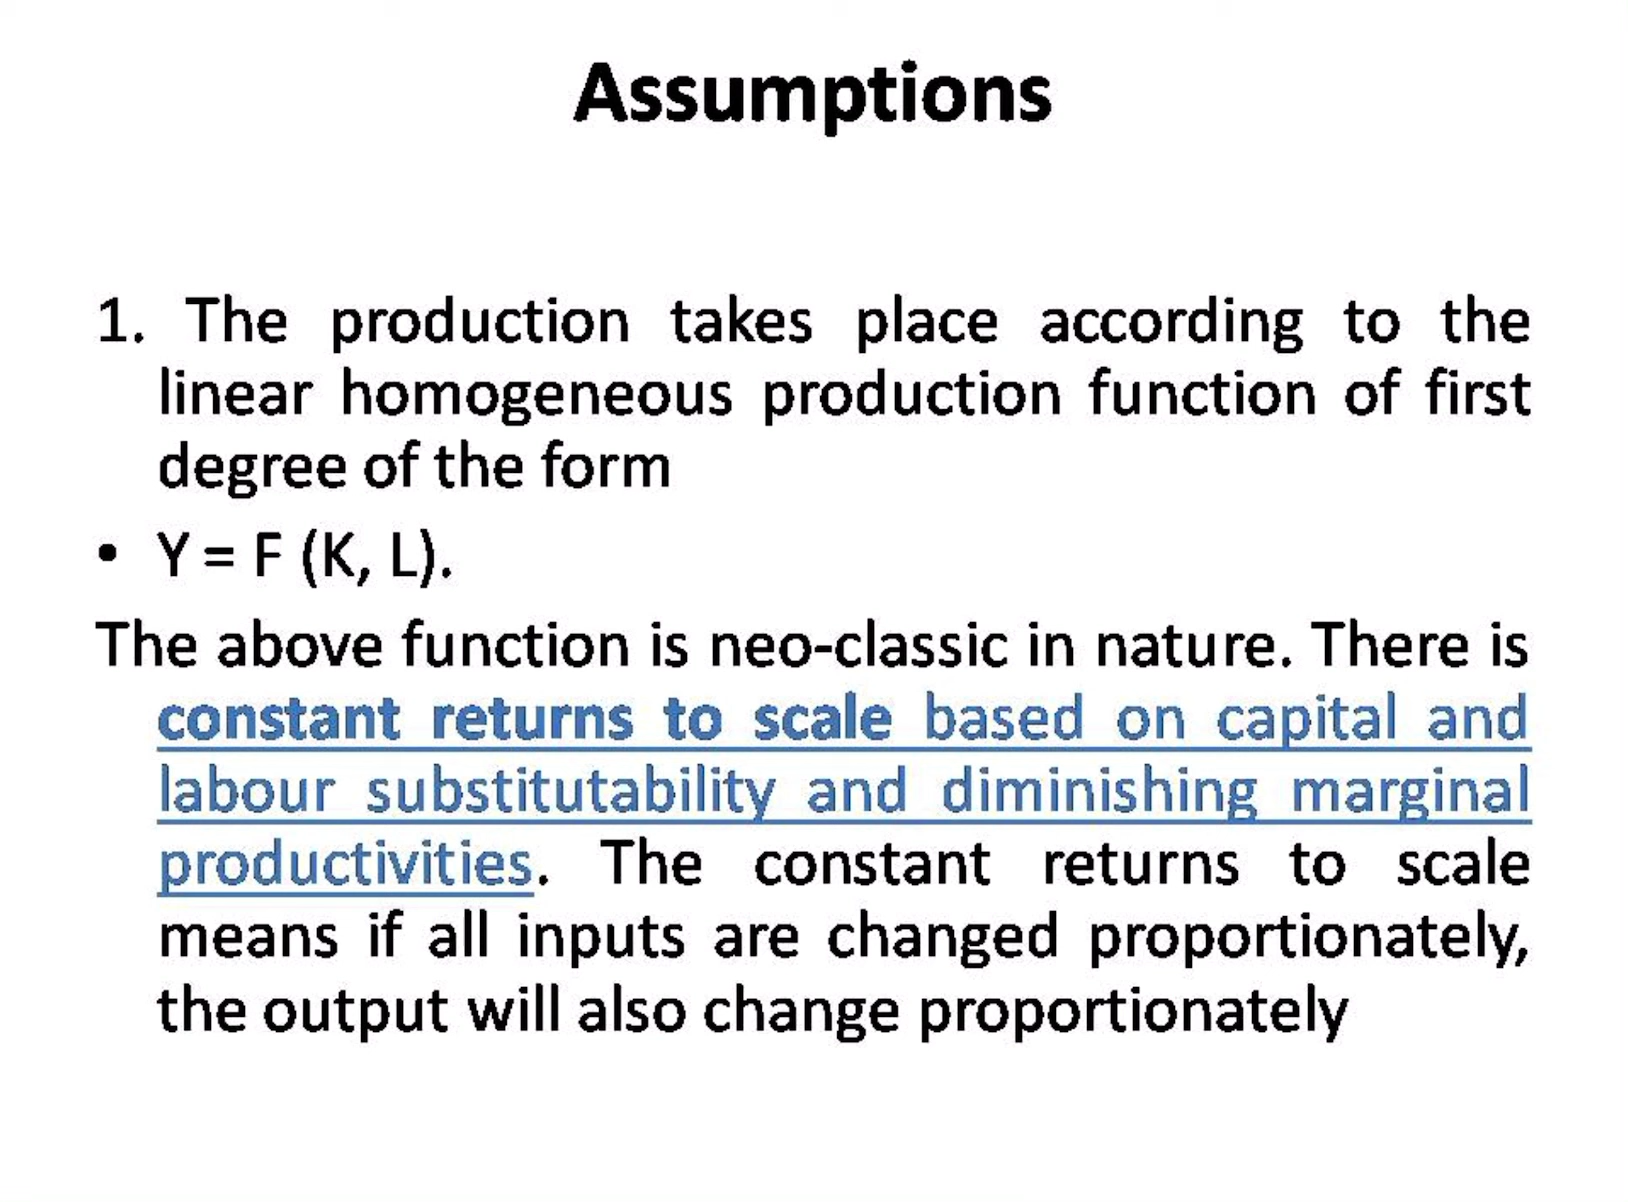 Assumptions
1. The production takes place according to the
linear homogeneous production function of first
degree of the form
• Y = F (K, L).
The above function is neo-classic in nature. There is
constant returns to scale based on capital and
labour substitutability and diminishing marginal
productivities. The constant returns to scale
means if all inputs are changed proportionately,
the output will also change proportionately